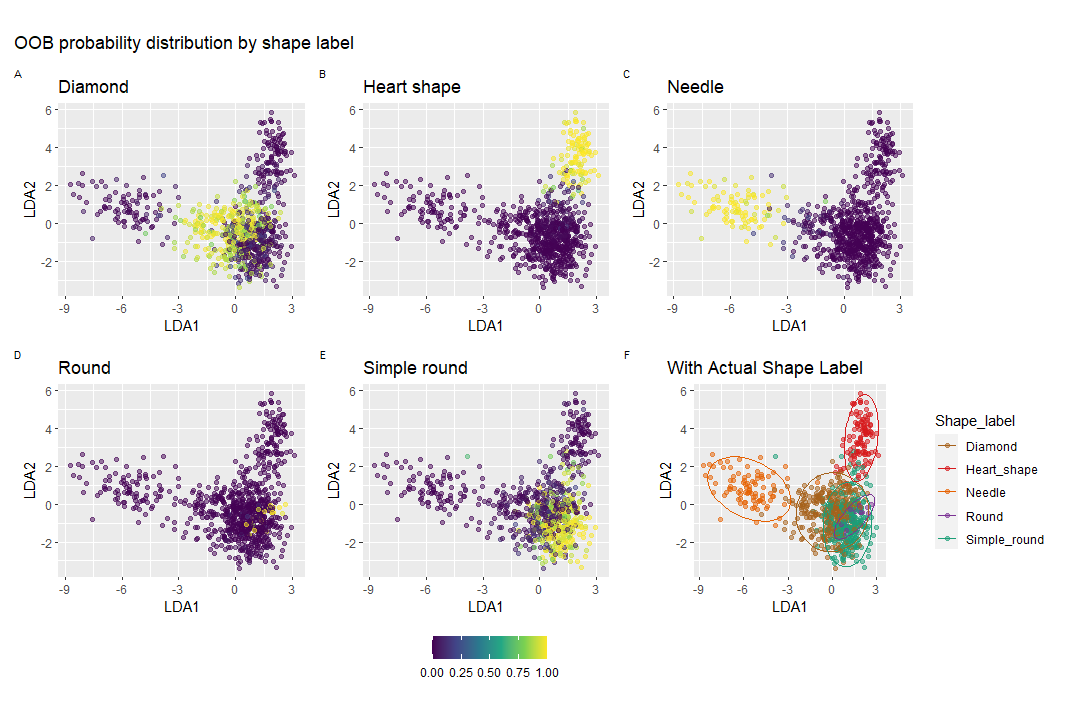 OOB probability distribution by shape label
A
Diamond
6
4
2
0
-2
LDA2
-9 -6 -3 0 3
LDA1
B
Heart shape
6
4
2
0
-2
LDA2
-9 -6 -3 0 3
LDA1
C
Needle
6
4
2
0
-2
LDA2
-9 -6 -3 0 3
LDA1
D
Round
6
4
2
0
-2
LDA2
-9 -6 -3 0 3
LDA1
E
Simple round
6
4
2
0
-2
LDA2
-9 -6 -3 0 3
LDA1
F
With Actual Shape Label
6
4
2
0
-2
LDA2
-9 -6 -3 0 3
LDA1
Shape_label
Diamond
Heart_shape
Needle
Round
Simple_round
0.00 0.25 0.50 0.75 1.00